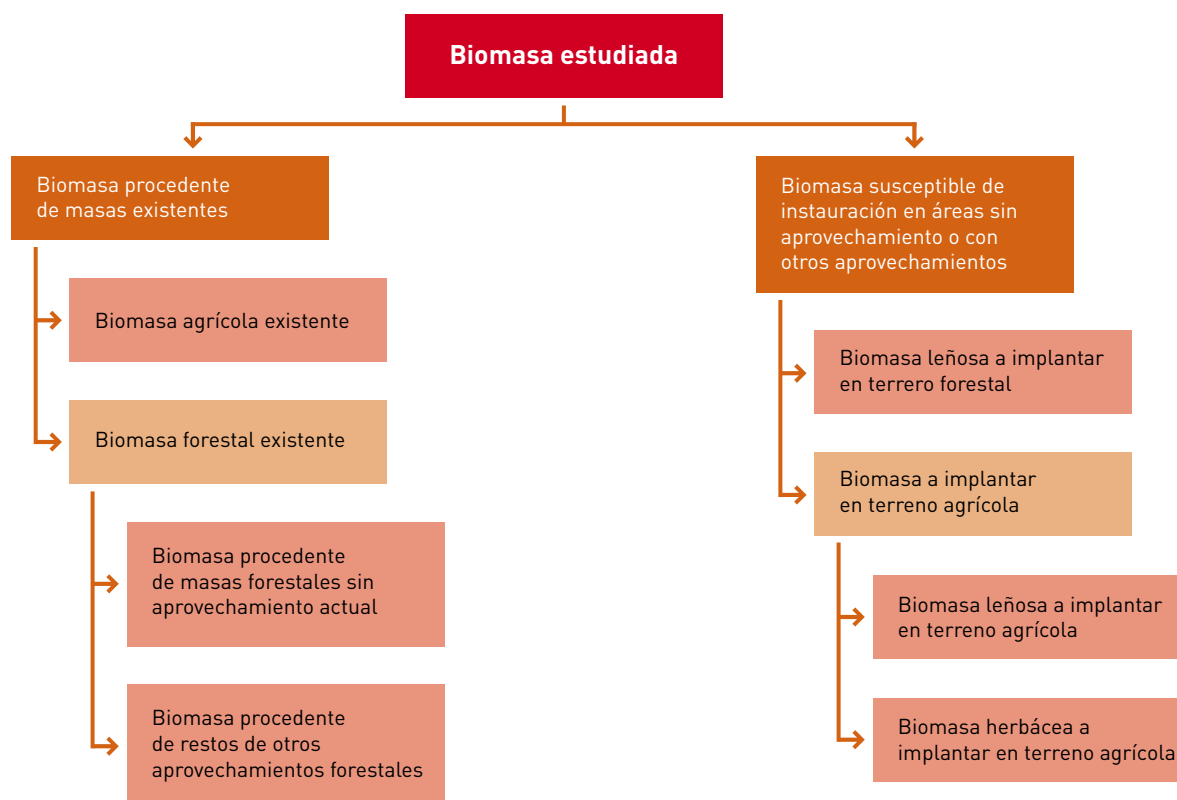 Biomasa estudiada
Biomasa procedente
de masas existentes
Biomasa agrícola existente
Biomasa forestal existente
Biomasa procedente
de masas forestales sin
aprovechamiento actual
Biomasa procedente
de restos de otros
aprovechamientos forestales
Biomasa susceptible de
instauración en áreas sin
aprovechamiento o con
otros aprovechamientos
Biomasa leñosa a implantar
en terrero forestal
Biomasa a implantar
en terreno agrícola
Biomasa leñosa a implantar
en terreno agrícola
Biomasa herbácea a
implantar en terreno agrícola